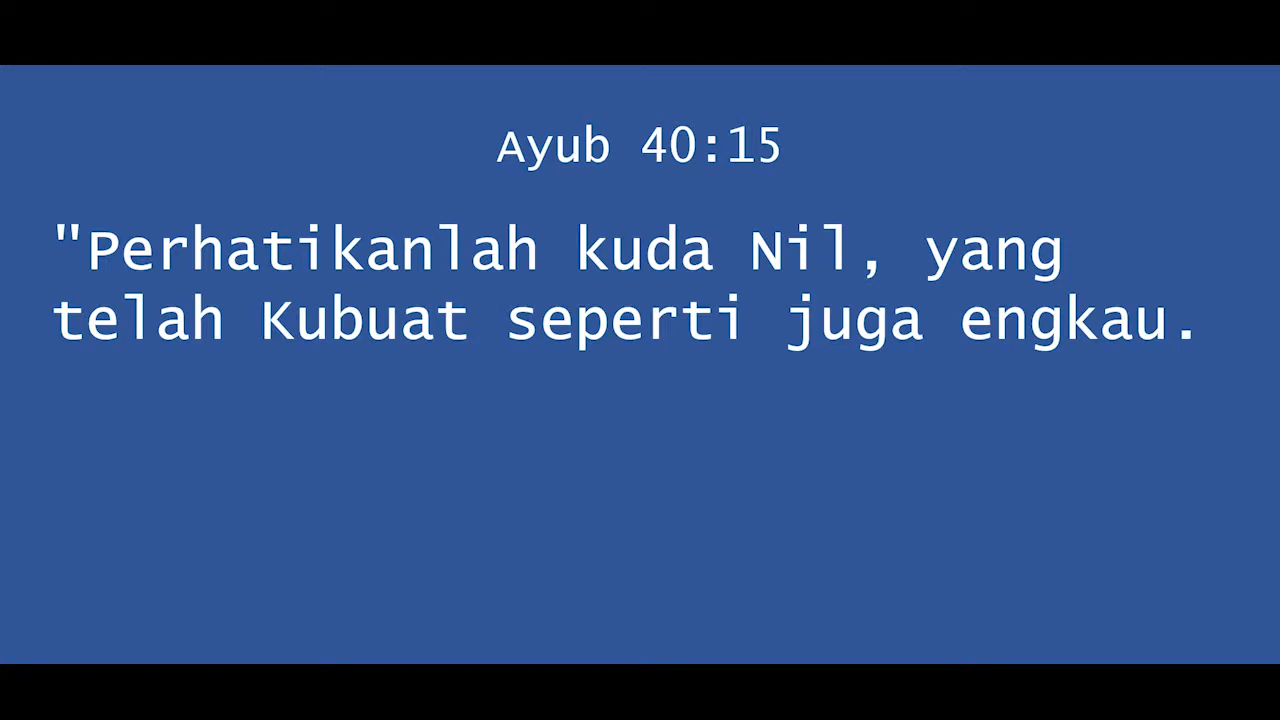 Ayub 40:15
"Perhatikanlah kuda Nil, yang
telah Kubuat seperti juga engkau.